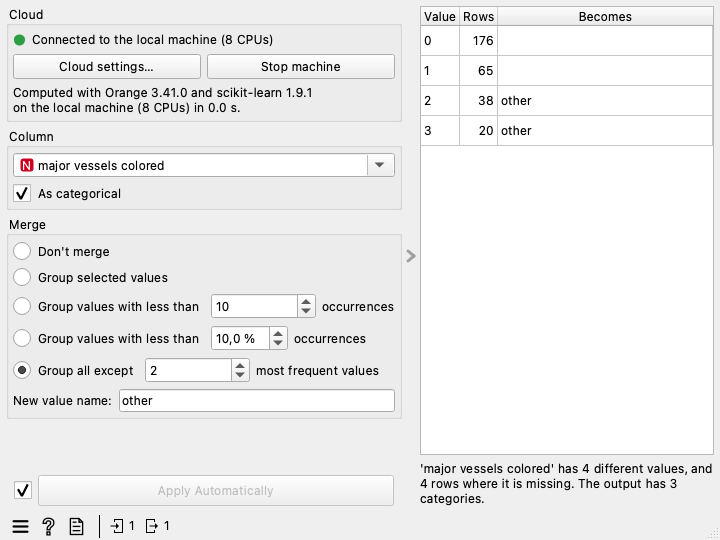 Cloud
Connected to the local machine (8 CPUs)
Cloud settings...
Stop machine
Computed with Orange 3.41.0 and scikit-learn 1.9.1
on the local machine (8 CPUs) in 0.0 s.
Column
N major vessels colored
As categorical
Merge
Don't merge
Group selected values
Group values with less than 10 occurrences
Group values with less than 10,0 % occurrences
Group all except 2 most frequent values
New value name: other
Apply Automatically
1 1
Value Rows Becomes
0 176
1 65
2 38 other
3 20 other
'major vessels colored' has 4 different values, and
4 rows where it is missing. The output has 3
categories.